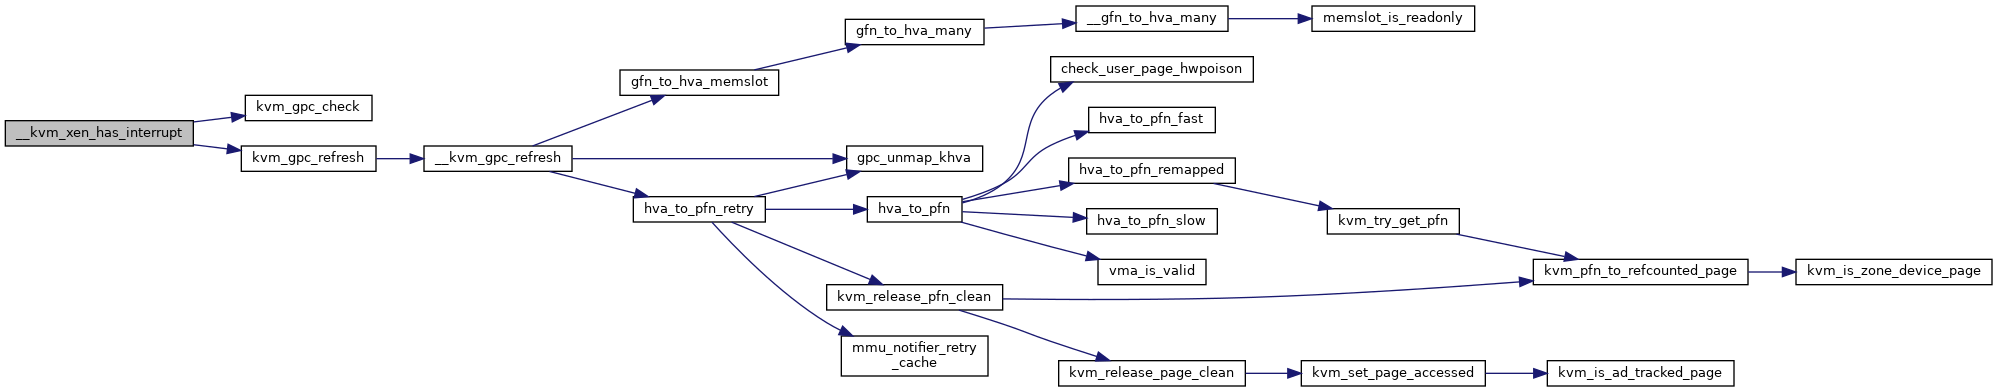 __kvm_xen_has_interrupt
kvm_gpc_check
kvm_gpc_refresh
__kvm_gpc_refresh
gfn_to_hva_memslot
gfn_to_hva_many
__gfn_to_hva_many
memslot_is_readonly
gpc_unmap_khva
hva_to_pfn_retry
hva_to_pfn
check_user_page_hwpoison
hva_to_pfn_fast
hva_to_pfn_remapped
hva_to_pfn_slow
vma_is_valid
kvm_try_get_pfn
kvm_pfn_to_refcounted_page
kvm_is_zone_device_page
kvm_release_pfn_clean
mmu_notifier_retry
_cache
kvm_release_page_clean
kvm_set_page_accessed
kvm_is_ad_tracked_page